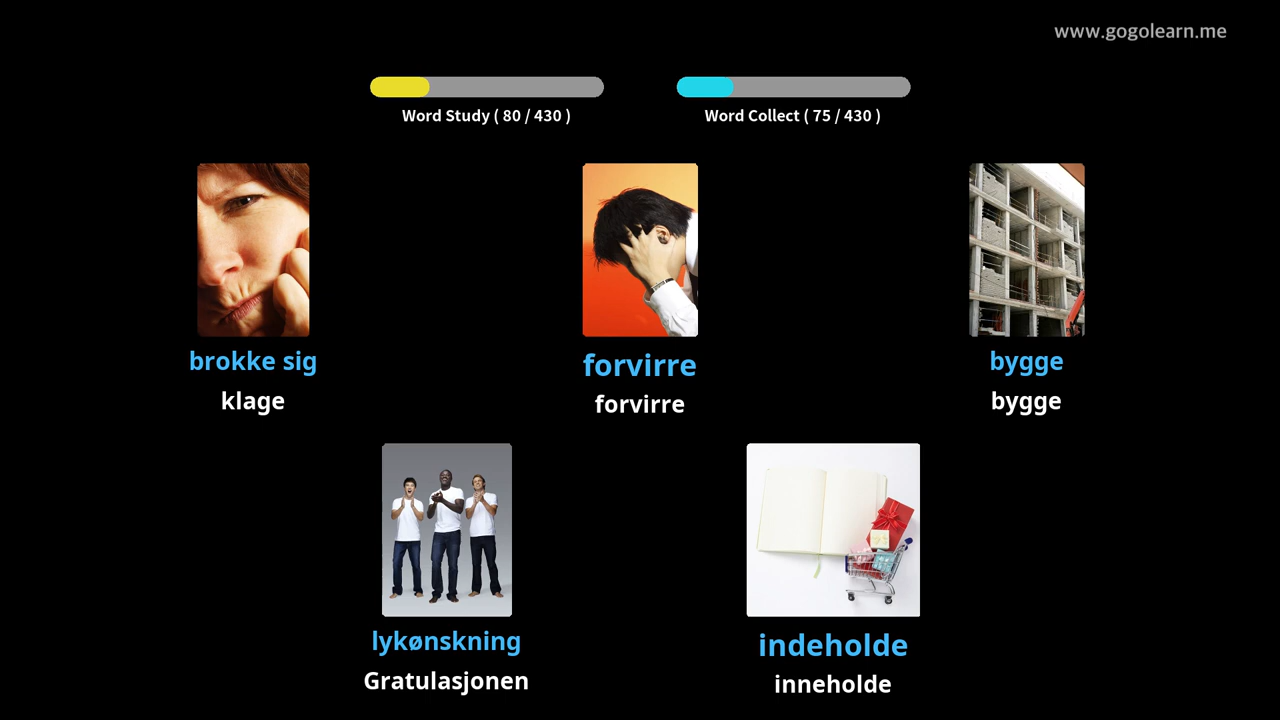 www.gogolearn.me
Word Study ( 80 / 430 )
Word Collect ( 75 / 430 )
brokke sig
forvirre
bygge
klage
forvirre
bygge
lykønskning
indeholde
Gratulasjonen
inneholde